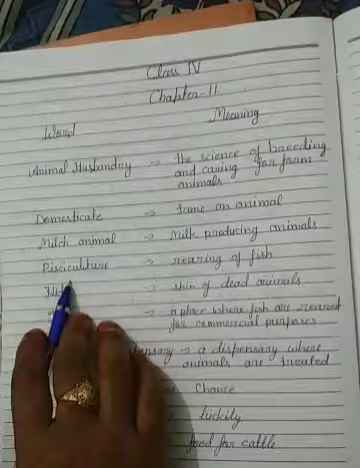 Class IV
Chapter-11
Word Meaning
Animal Husbandry → the science of breeding
and caring for farm
animals
Domesticate → tame an animal
Milch animal → Milk producing animals
Pisciculture → rearing of fish
→ skin of dead animals
→ a place where fish are reared
for commercial purposes
→ a dispensary where
animals are treated
Chance
luckily
food for cattle